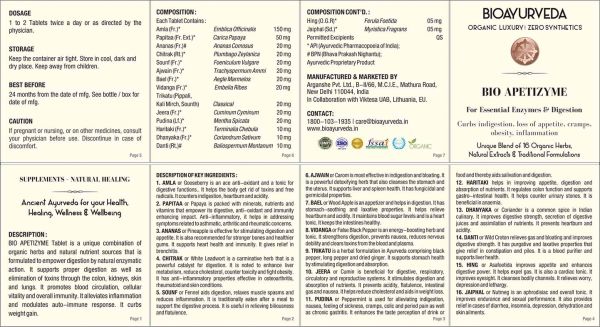 DOSAGE
1 to 2 Tablets twice a day or as directed by the
physician.
STORAGE
Keep the container air tight. Store in cool, dark and
dry place. Keep away from children.
BEST BEFORE
24 months from the date of mfg. See bottle / box for
date of mfg.
CAUTION
If pregnant or nursing, or on other medicines, consult
your physician before use. Discontinue in case of
discomfort.
Page 5
COMPOSITION :
Each Tablet Contains :
Amla (Fr.)* Emblica Officinalis 150 mg
Papitaa (Fr. Ext.)* Carica Papaya 50 mg
Ananas (Fr.)# Ananas Comosus 20 mg
Chitrak (Rt.)* Plumbago Zeylanica 20 mg
Sounf (Fr.)* Foeniculum Vulgare 20 mg
Ajwain (Fr.)* Trachyspermum Ammi 20 mg
Bael (Fr.)* Aegle Marmelos 20 mg
Vidanga (Fr.)* Embelia Ribes 20 mg
Trikatu (Pippali,
Kali Mirch, Sounth) Classical 20 mg
Jeera (Fr.)* Cuminum Cyminum 20 mg
Pudina (Lf.)* Mentha Spicata 20 mg
Haritaki (Fr.)* Terminalia Chebula 10 mg
Dhanyaka (Fr.)* Coriandrum Sativum 10 mg
Danti (Rt.)# Baliospermum Montanum 10 mg
Page 6
COMPOSITION CONT'D. :
Hing (O.G.R)* Ferula Foetida 05 mg
Jaiphal (Sd.)* Myristica Fragrans 05 mg
Permitted Excipients QS
* API (Ayurvedic Pharmacopoeia of India);
# BPN (Bhava Prakash Nighantu);
Ayurvedic Proprietary Product
MANUFACTURED & MARKETED BY
Arganshe Pvt. Ltd., B-II/66, M.C.I.E., Mathura Road,
New Delhi 110044, India
In Collaboration with Viktesa UAB, Lithuania, EU.
CONTACT
1800-103-1935 I care@bioayurveda.in
www.bioayurveda.in
fssai
ORGANIC
Page 7
BIOAYURVEDA
ORGANIC LUXURY: ZERO SYNTHETICS
BIO APETIZYME
For Essential Enzymes & Digestion
Curbs indigestion, loss of appetite, cramps,
obesity, inflammation
Unique Blend of 16 Organic Herbs,
Natural Extracts & Traditional Formulations
SUPPLEMENTS - NATURAL HEALING
Ancient Ayurveda for your Health,
Healing, Wellness & Wellbeing
DESCRIPTION :
BIO APETIZYME Tablet is a unique combination of
organic herbs and natural nutrient sources that is
formulated to empower digestion by natural enzymatic
action. It supports proper digestion as well as
elimination of toxins through the colon, kidneys, skin
and lungs. It promotes blood circulation, cellular
vitality and overall immunity. It alleviates inflammation
and modulates auto-immune response. It curbs
weight gain.
Page 1
DESCRIPTION OF KEY INGREDIENTS :
1. AMLA or Gooseberry is an ace anti-oxidant and a tonic for
digestive functions. It helps the body get rid of toxins and free
radicals. It counters indigestion, heartburn and acidity.
2. PAPITAA or Papaya is packed with minerals, nutrients and
vitamins that empower its digestive, anti-oxidant and immunity
enhancing impact. Anti-inflammatory, it helps in addressing
symptoms related to asthmatic, arthritic and rheumatic concerns.
3. ANANAS or Pineapple is effective for stimulating digestion and
appetite. It is also recommended for stronger bones and healthier
gums. It supports heart health and immunity. It gives relief in
bronchitis.
4. CHITRAK or White Leadwort is a carminative herb that is a
powerful catalyst for digestion. It is noted to enhance liver
metabolism, reduce cholesterol, counter toxicity and fight obesity.
It has anti-inflammatory properties effective in osteoarthritis,
rheumatoid and skin conditions.
5. SOUNF or Fennel aids digestion, relaxes muscle spasms and
reduces inflammation. It is traditionally eaten after a meal to
support the digestive process. It is useful in relieving biliousness
and flatulence.
Page 2
6. AJWAIN or Carom is most effective in indigestion and bloating. It
is a powerful detoxifying herb that also cleanses the stomach and
the uterus. It supports liver and spleen health. It has fungicidal and
germicidal properties.
7. BAEL or Wood Apple is an appetizer and helps in digestion. It has
stomach-soothing and laxative properties. It helps relieve
heartburn and acidity. It maintains blood sugar levels and is a heart
tonic. It keeps the intestines healthy.
8. VIDANGA or False Black Pepper is an energy-boosting herb and
tonic. It strengthens digestion, prevents nausea, reduces nervous
debility and clears toxins from the blood and plasma.
9. TRIKATU is a herbal formulation in Ayurveda comprising black
pepper, long pepper and dried ginger. It supports stomach health
by stimulating digestion and absorption.
10. JEERA or Cumin is beneficial for digestive, respiratory,
circulatory and reproductive systems. It stimulates digestion and
absorption of nutrients. It prevents acidity, flatulence, intestinal
gas and nausea. It helps reduce cholesterol and aids in weight loss.
11. PUDINA or Peppermint is used for alleviating indigestion,
nausea, feeling of sickness, cramps, colic and period pain as well
as chronic gastritis. It enhances the taste perception of drink or
Page 3
food and thereby aids salivation and digestion.
12. HARITAKI helps in improving appetite, digestion and
absorption of nutrients. It regulates colon function and supports
gastro-intestinal health. It helps counter urinary stones. It is
beneficial in anaemia.
13. DHANYAKA or Coriander is a common spice in Indian
culinary. It improves digestive strength, secretion of digestive
juices and assimilation of nutrients. It prevents heartburn and
acidity.
14. DANTI or Wild Croton relieves gas and bloating and improves
digestive strength. It has purgative and laxative properties that
give relief in constipation and piles. It is a blood purifier and
supports liver health.
15. HING or Asafoetida improves appetite and enhances
digestive power. It helps expel gas. It is also a cardiac tonic. It
improves eyesight. It cleanses bodily channels. It relieves worry,
depression and lethargy.
16. JAIPHAL or Nutmeg is an aphrodisiac and overall tonic. It
improves endurance and sexual performance. It also provides
relief in cases of diarrhea, insomnia, depression, dehydration and
skin ailments.
Page 4